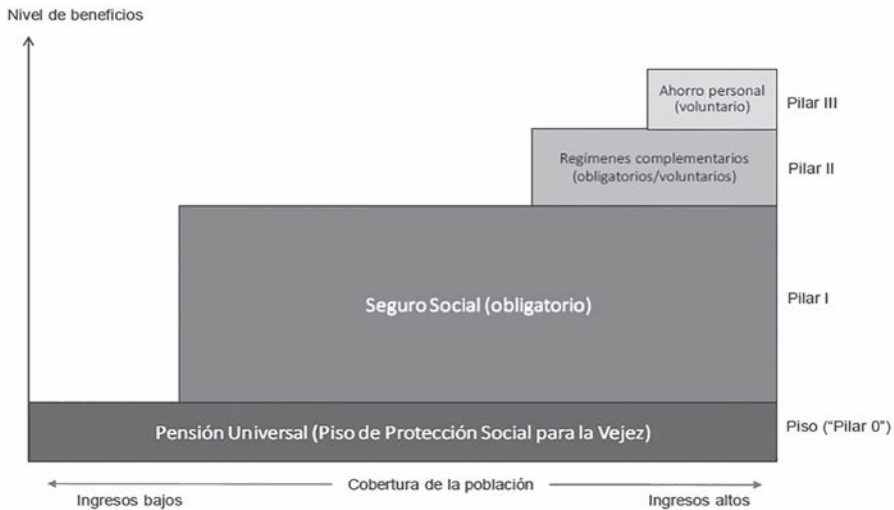 Nivel de beneficios
Ahorro personal
(voluntario)
Pilar III
Regímenes complementarios
(obligatorios/voluntarios)
Pilar II
Seguro Social (obligatorio)
Pilar I
Pensión Universal (Piso de Protección Social para la Vejez)
Piso (“Pilar 0”)
Cobertura de la población
Ingresos bajos
Ingresos altos